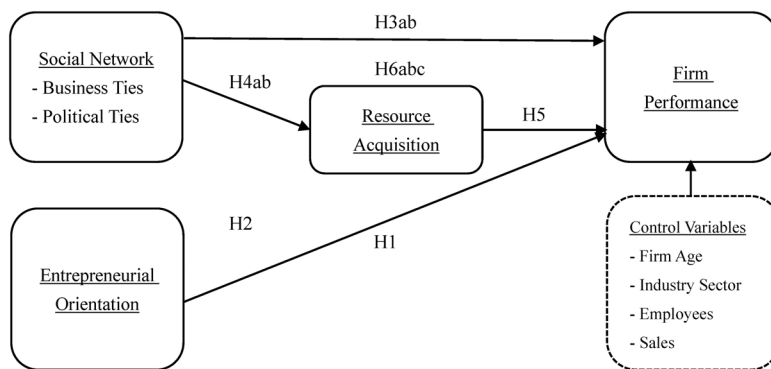 H3ab
Social Network
- Business Ties
- Political Ties
H4ab
H6abc
Resource
Acquisition
H5
Firm
Performance
H2
H1
Entrepreneurial
Orientation
Control Variables
- Firm Age
- Industry Sector
- Employees
- Sales